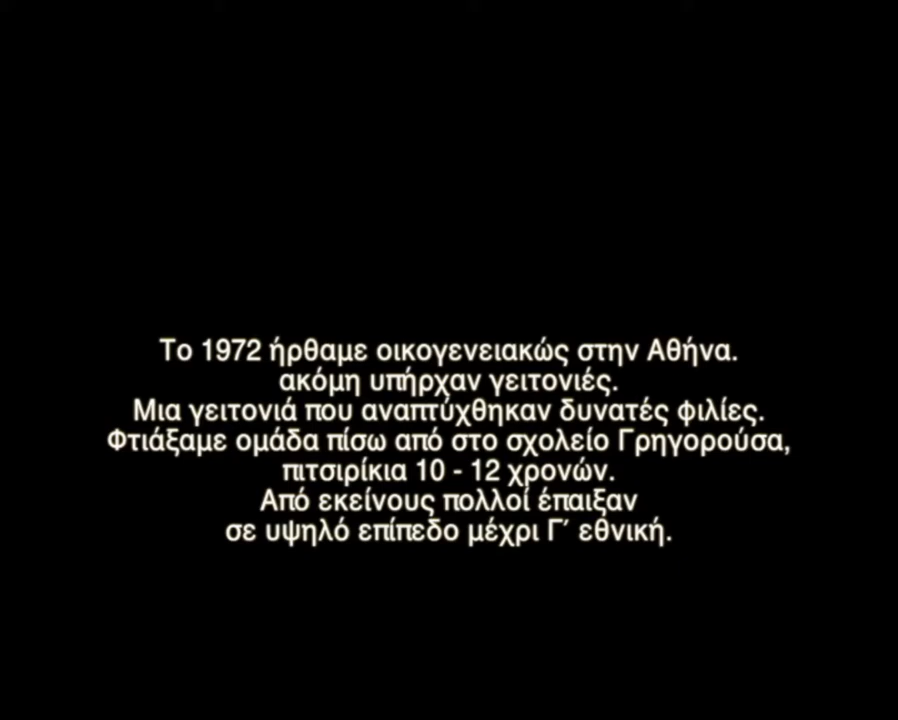 Το 1972 ήρθαμε οικογενειακώς στην Αθήνα.
ακόμη υπήρχαν γειτονιές.
Μια γειτονιά που αναπτύχθηκαν δυνατές φιλίες.
Φτιάξαμε ομάδα πίσω από στο σχολείο Γρηγορούσα,
πιτσιρίκια 10 - 12 χρονών.
Από εκείνους πολλοί έπαιξαν
σε υψηλό επίπεδο μέχρι Γ΄ εθνική.